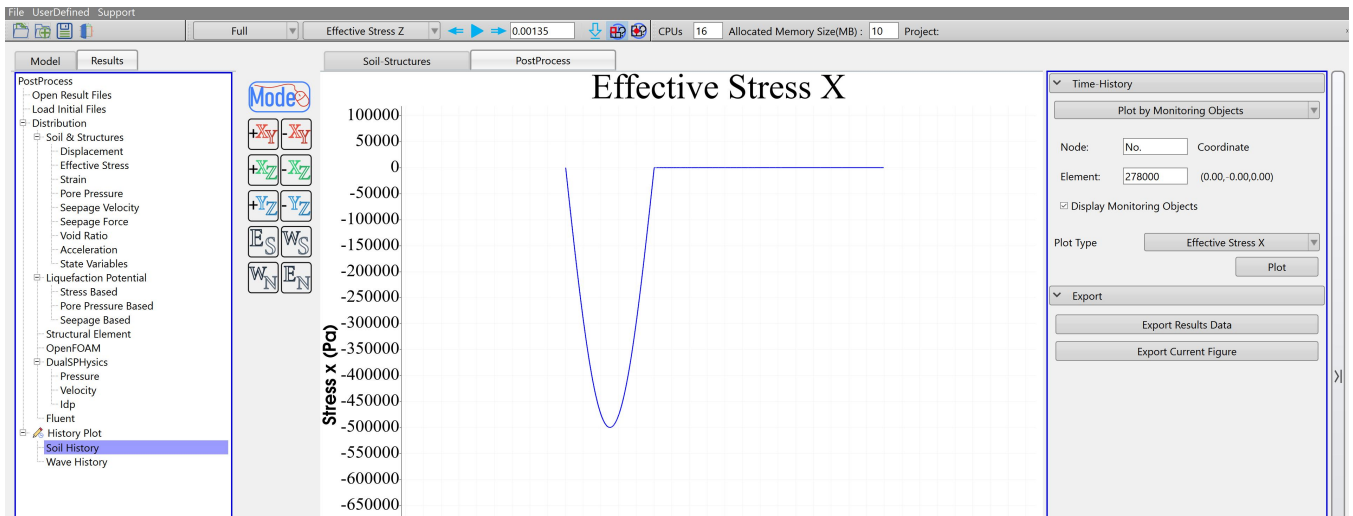 File UserDefined Support
Full Effective Stress Z 0.00135 CPUs 16 Allocated Memory Size(MB) : 10 Project:
Model Results
Soil-Structures PostProcess
PostProcess
Open Result Files
Load Initial Files
Distribution
Soil & Structures
Displacement
Effective Stress
Strain
Pore Pressure
Seepage Velocity
Seepage Force
Void Ratio
Acceleration
State Variables
Liquefaction Potential
Stress Based
Pore Pressure Based
Seepage Based
Structural Element
OpenFOAM
DualSPHysics
Pressure
Velocity
Idp
Fluent
History Plot
Soil History
Wave History
Mode
+XY -XY
+XZ -XZ
+YZ -YZ
ES WS
WN EN
Effective Stress X
100000
50000
0
-50000
-100000
-150000
-200000
-250000
-300000
-350000
-400000
-450000
-500000
-550000
-600000
-650000
Stress x (Pa)
Time-History
Plot by Monitoring Objects
Node: No. Coordinate
Element: 278000 (0.00,-0.00,0.00)
Display Monitoring Objects
Plot Type Effective Stress X
Plot
Export
Export Results Data
Export Current Figure